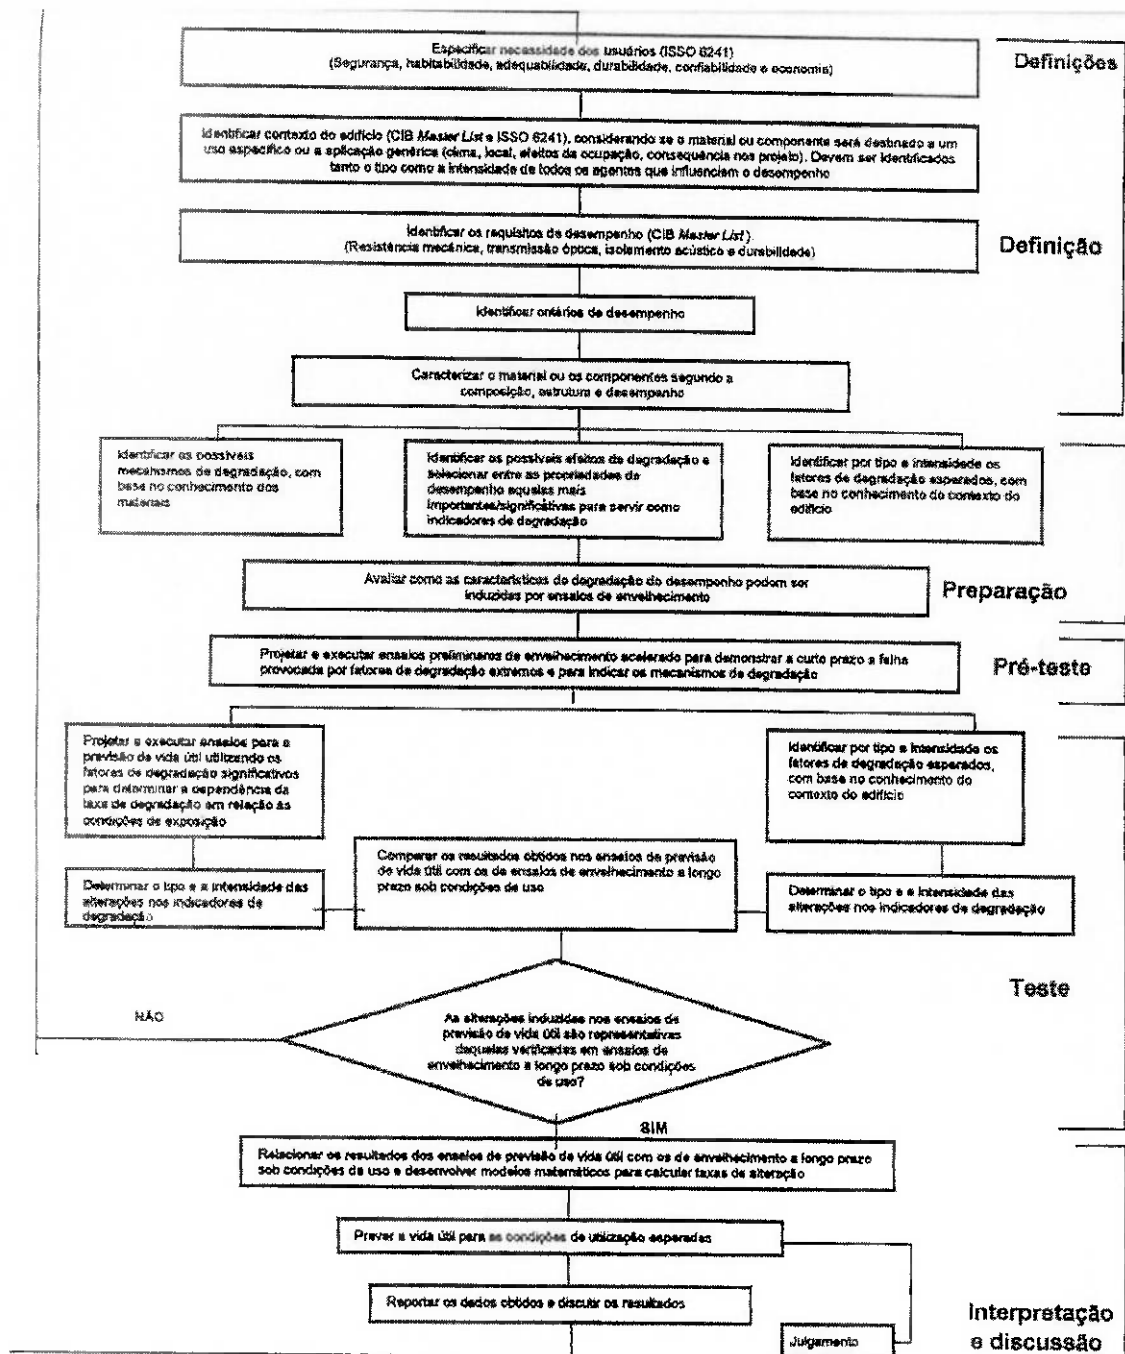 Especificar necessidade dos usuários (ISSO 6241)
(Segurança, habitabilidade, adequabilidade, durabilidade, confiabilidade e economia)
Definições
Identificar contexto do edifício (CIB Master List e ISSO 6241), considerando se o material ou componente será destinado a um
uso específico ou a aplicação genérica (clima, local, efeitos da ocupação, consequência nos projeto). Devem ser identificados
tanto o tipo como a intensidade de todos os agentes que influenciem o desempenho
Identificar os requisitos de desempenho (CIB Master List).
(Resistência mecânica, transmissão óptica, isolamento acústico e durabilidade)
Definição
Identificar critérios de desempenho
Caracterizar o material ou os componentes segundo a
composição, estrutura e desempenho
Identificar os possíveis
mecanismos de degradação, com
base no conhecimento dos
materiais
Identificar os possíveis efeitos da degradação e
selecionar entre as propriedades de
desempenho aquelas mais
importantes/significativas para servir como
indicadores de degradação
Identificar por tipo e intensidade os
fatores de degradação esperados, com
base no conhecimento do contexto do
edifício
Avaliar como as características de degradação do desempenho podem ser
induzidas por ensaios de envelhecimento
Preparação
Projetar e executar ensaios preliminares de envelhecimento acelerado para demonstrar a curto prazo a falha
provocada por fatores de degradação extremos e para indicar os mecanismos de degradação
Pré-teste
Projetar e executar ensaios para a
previsão de vida útil utilizando os
fatores de degradação significativos
para determinar a dependência da
taxa de degradação em relação às
condições de exposição
Identificar por tipo e intensidade os
fatores de degradação esperados,
com base no conhecimento do
contexto do edifício
Comparar os resultados obtidos nos ensaios de previsão
de vida útil com os de ensaios de envelhecimento a longo
prazo sob condições de uso
Determinar o tipo e a intensidade das
alterações nos indicadores de
degradação
Determinar o tipo e a intensidade das
alterações nos indicadores de degradação
Teste
NÃO
As alterações induzidas nos ensaios de
previsão de vida útil são representativas
daquelas verificadas em ensaios de
envelhecimento a longo prazo sob condições
de uso?
SIM
Relacionar os resultados dos ensaios de previsão de vida útil com os de envelhecimento a longo prazo
sob condições de uso e desenvolver modelos matemáticos para calcular taxas de alteração
Prever a vida útil para as condições de utilização esperadas
Reportar os dados obtidos e discutir os resultados
Julgamento
Interpretação
e discussão